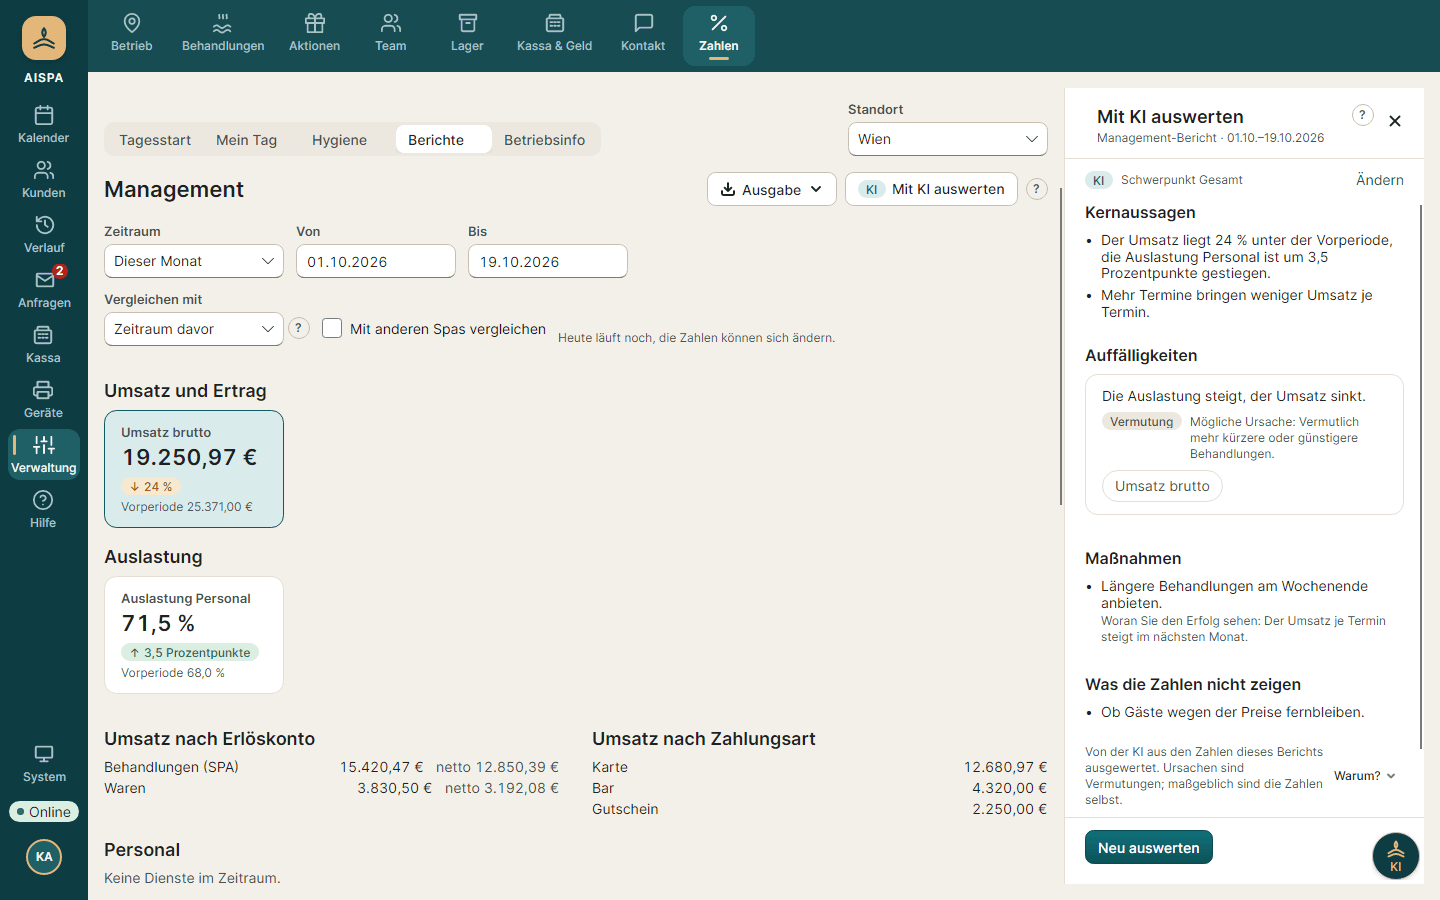 AISPA
Kalender
Kunden
Verlauf
2
Anfragen
Kassa
Geräte
Verwaltung
Hilfe
System
Online
KA
Betrieb
Behandlungen
Aktionen
Team
Lager
Kassa & Geld
Kontakt
Zahlen
Tagesstart
Mein Tag
Hygiene
Berichte
Betriebsinfo
Standort
Wien
Management
Ausgabe
KI Mit KI auswerten
?
Zeitraum
Dieser Monat
Von
01.10.2026
Bis
19.10.2026
Vergleichen mit
Zeitraum davor
?
Mit anderen Spas vergleichen
Heute läuft noch, die Zahlen können sich ändern.
Umsatz und Ertrag
Umsatz brutto
19.250,97 €
↓ 24 %
Vorperiode 25.371,00 €
Auslastung
Auslastung Personal
71,5 %
↑ 3,5 Prozentpunkte
Vorperiode 68,0 %
Umsatz nach Erlöskonto
Behandlungen (SPA) 15.420,47 € netto 12.850,39 €
Waren 3.830,50 € netto 3.192,08 €
Umsatz nach Zahlungsart
Karte 12.680,97 €
Bar 4.320,00 €
Gutschein 2.250,00 €
Personal
Keine Dienste im Zeitraum.
Mit KI auswerten
?
Management-Bericht · 01.10.–19.10.2026
KI Schwerpunkt Gesamt Ändern
Kernaussagen
• Der Umsatz liegt 24 % unter der Vorperiode,
die Auslastung Personal ist um 3,5
Prozentpunkte gestiegen.
• Mehr Termine bringen weniger Umsatz je
Termin.
Auffälligkeiten
Die Auslastung steigt, der Umsatz sinkt.
Vermutung
Mögliche Ursache: Vermutlich
mehr kürzere oder günstigere
Behandlungen.
Umsatz brutto
Maßnahmen
• Längere Behandlungen am Wochenende
anbieten.
Woran Sie den Erfolg sehen: Der Umsatz je Termin
steigt im nächsten Monat.
Was die Zahlen nicht zeigen
• Ob Gäste wegen der Preise fernbleiben.
Von der KI aus den Zahlen dieses Berichts
ausgewertet. Ursachen sind
Vermutungen; maßgeblich sind die Zahlen
selbst.
Warum?
Neu auswerten
KI